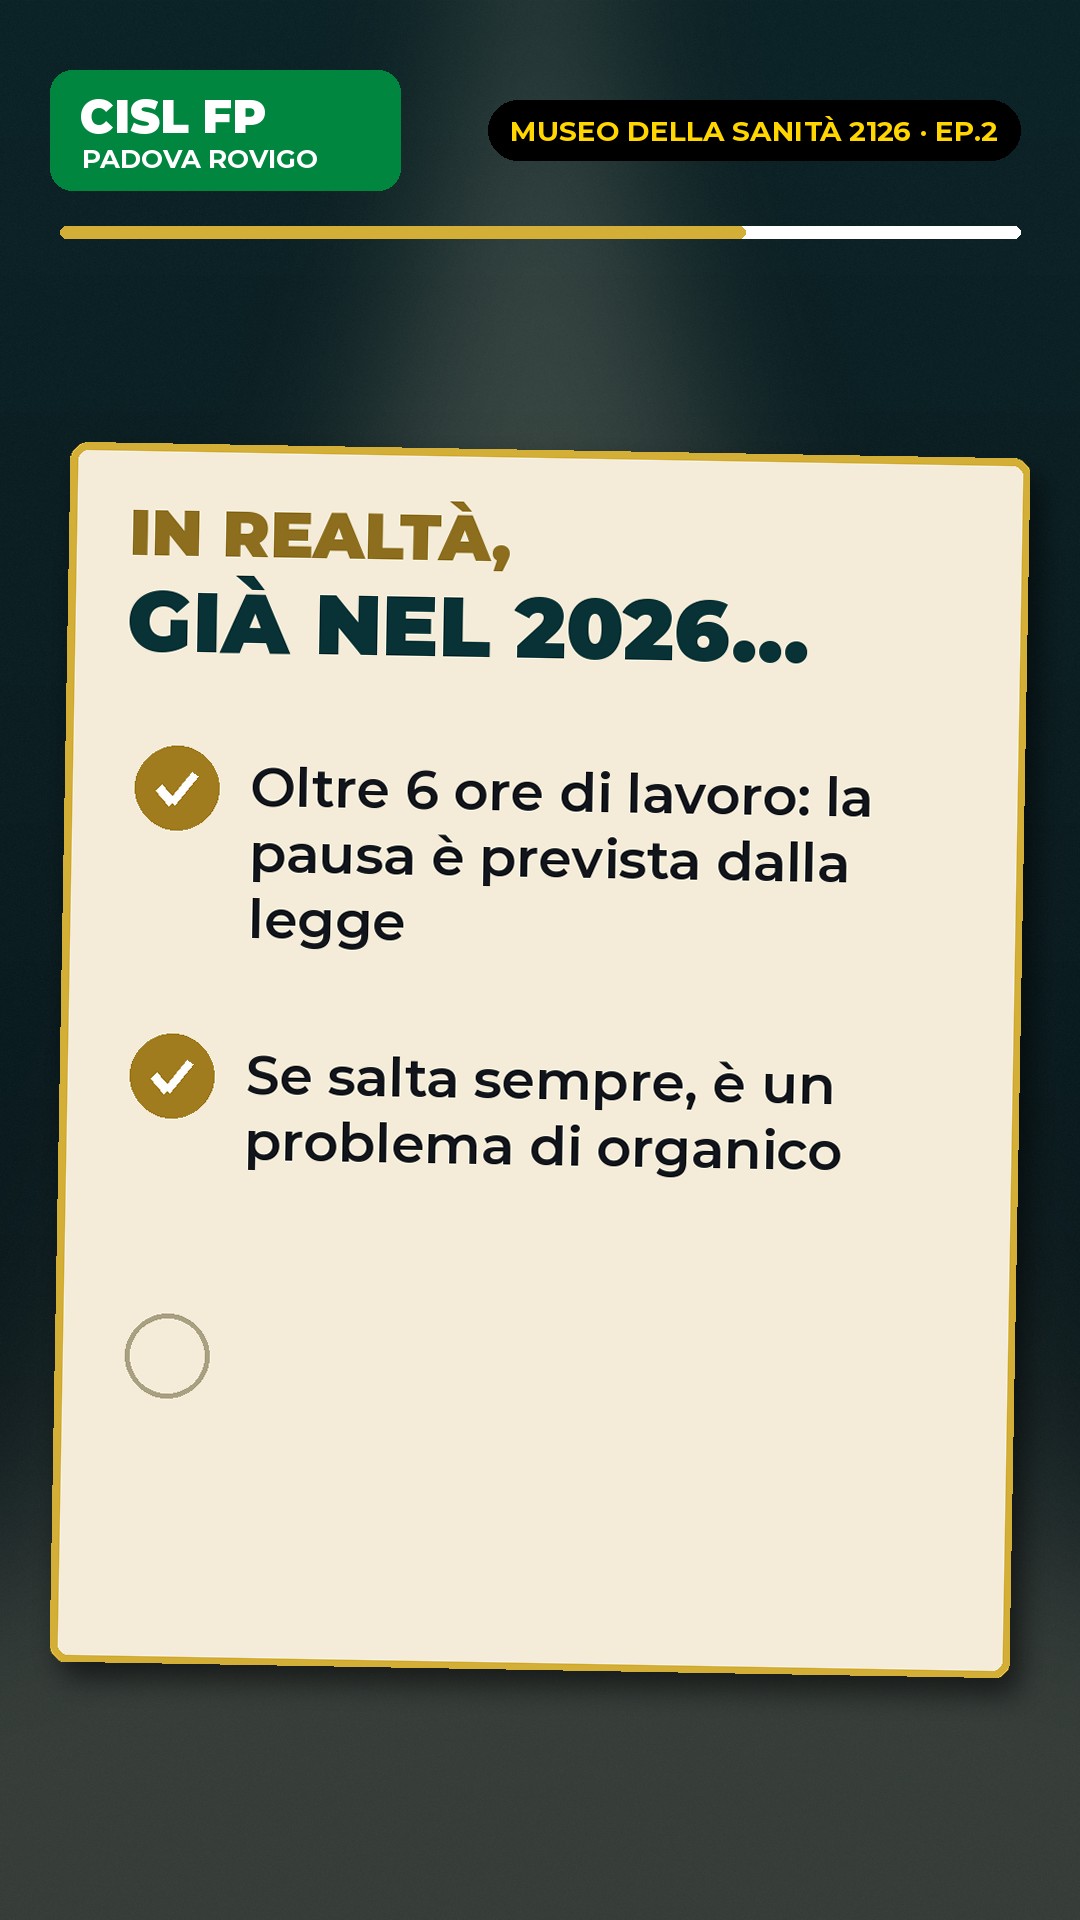 CISL FP
PADOVA ROVIGO
MUSEO DELLA SANITÀ 2126 · EP.2
IN REALTÀ,
GIÀ NEL 2026...
Oltre 6 ore di lavoro: la
pausa è prevista dalla
legge
Se salta sempre, è un
problema di organico